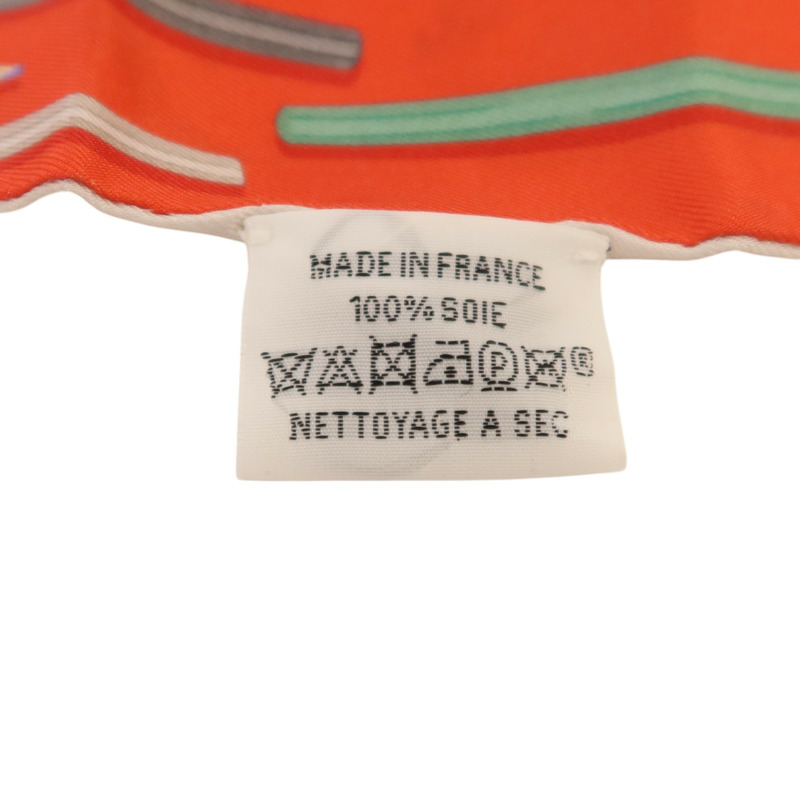 MADE IN FRANCE
100% SOIE
P ®
NETTOYAGE A SEC